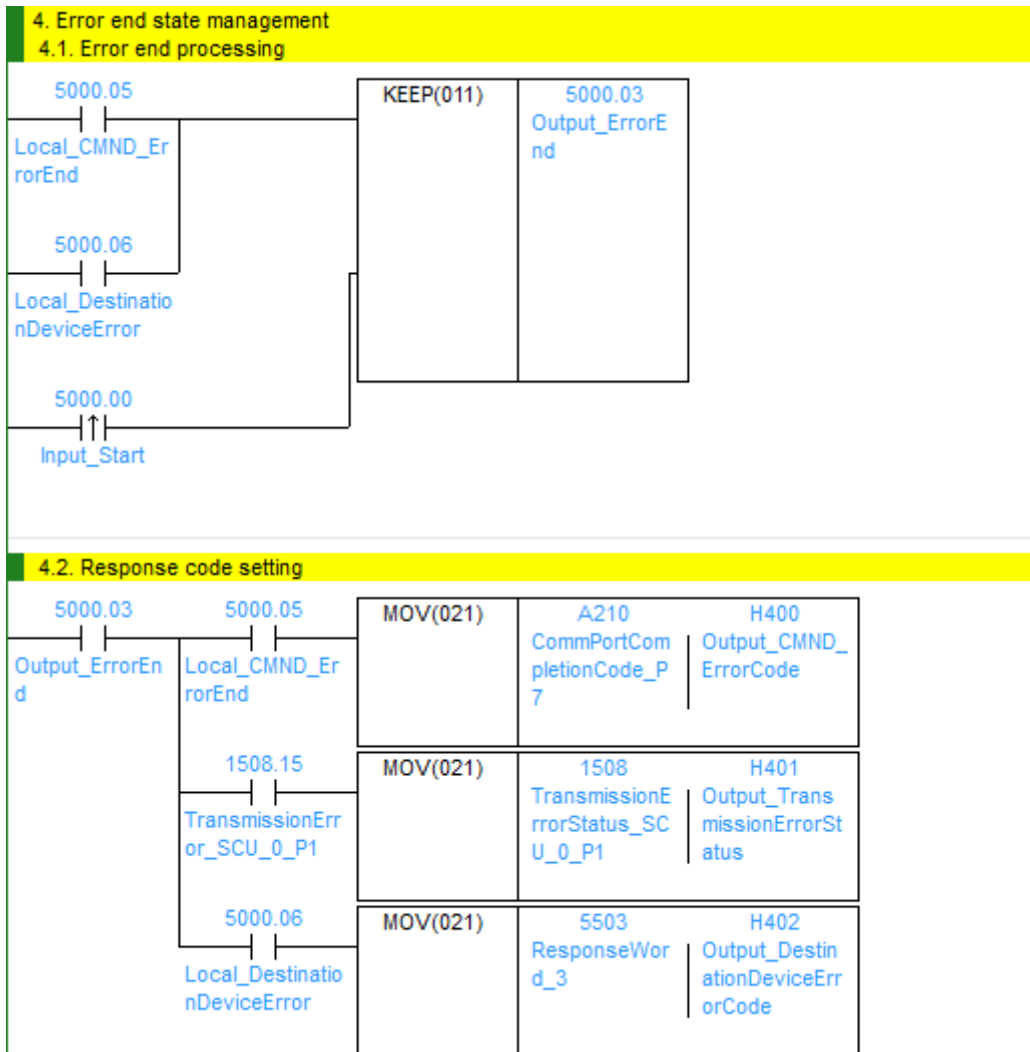 4. Error end state management
4.1. Error end processing
5000.05
Local_CMND_Er
rorEnd
KEEP(011)
5000.03
Output_ErrorE
nd
5000.06
Local_Destinatio
nDeviceError
5000.00
Input_Start
4.2. Response code setting
5000.03
Output_ErrorEn
d
5000.05
Local_CMND_Er
rorEnd
MOV(021)
A210
CommPortCom
pletionCode_P
7
H400
Output_CMND_
ErrorCode
1508.15
TransmissionErr
or_SCU_0_P1
MOV(021)
1508
TransmissionE
rrorStatus_SC
U_0_P1
H401
Output_Trans
missionErrorSt
atus
5000.06
Local_Destinatio
nDeviceError
MOV(021)
5503
ResponseWor
d_3
H402
Output_Destin
ationDeviceErr
orCode